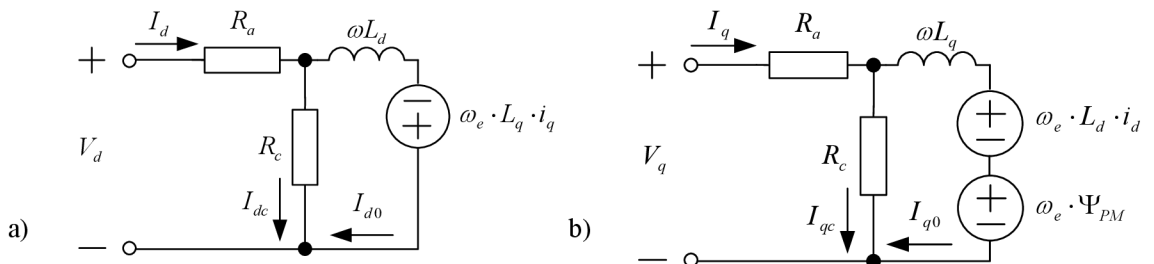 a)
+
I_d
R_a
ωL_d
V_d
R_c
− +
ω_e · L_q · i_q
I_dc
I_d0
−
b)
+
I_q
R_a
ωL_q
V_q
R_c
+ −
ω_e · L_d · i_d
+ −
ω_e · Ψ_PM
I_qc
I_q0
−